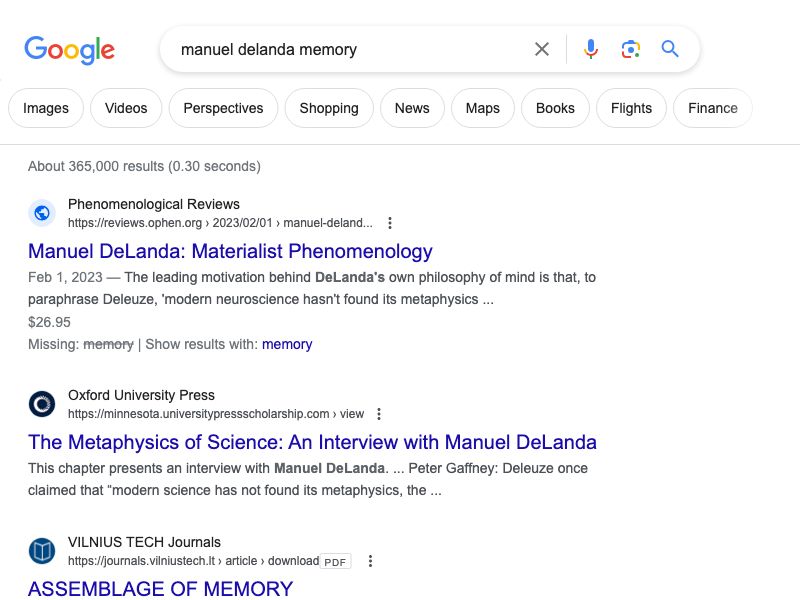 Google
manuel delanda memory
Images Videos Perspectives Shopping News Maps Books Flights Finance
About 365,000 results (0.30 seconds)
Phenomenological Reviews
https://reviews.ophen.org › 2023/02/01 › manuel-deland...
Manuel DeLanda: Materialist Phenomenology
Feb 1, 2023 — The leading motivation behind DeLanda's own philosophy of mind is that, to
paraphrase Deleuze, 'modern neuroscience hasn't found its metaphysics ...
$26.95
Missing: memory | Show results with: memory
Oxford University Press
https://minnesota.universitypressscholarship.com › view
The Metaphysics of Science: An Interview with Manuel DeLanda
This chapter presents an interview with Manuel DeLanda. ... Peter Gaffney: Deleuze once
claimed that “modern science has not found its metaphysics, the ...
VILNIUS TECH Journals
https://journals.vilniustech.lt › article › download PDF
ASSEMBLAGE OF MEMORY